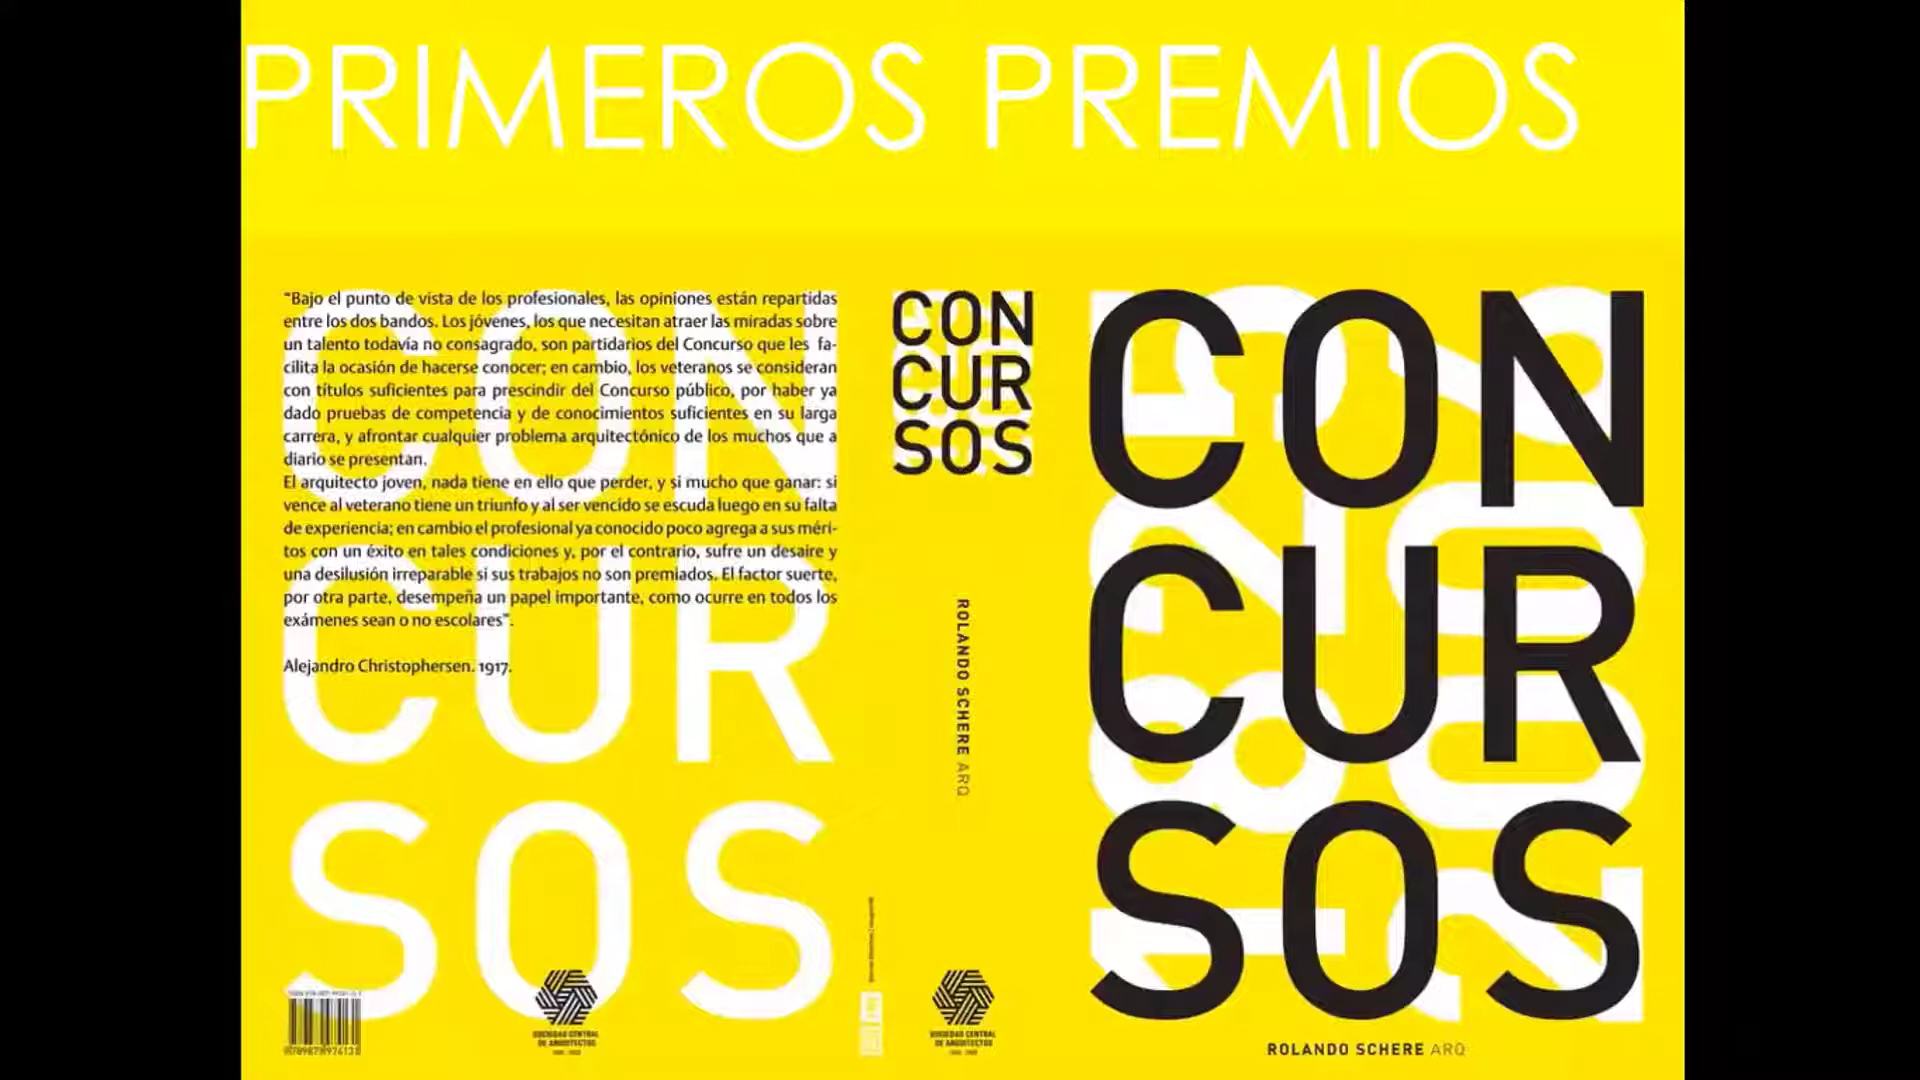 PRIMEROS PREMIOS
“Bajo el punto de vista de los profesionales, las opiniones están repartidas
entre los dos bandos. Los jóvenes, los que necesitan atraer las miradas sobre
un talento todavía no consagrado, son partidarios del Concurso que les fa-
cilita la ocasión de hacerse conocer; en cambio, los veteranos se consideran
con títulos suficientes para prescindir del Concurso público, por haber ya
dado pruebas de competencia y de conocimientos suficientes en su larga
carrera, y afrontar cualquier problema arquitectónico de los muchos que a
diario se presentan.
El arquitecto joven, nada tiene en ello que perder, y si mucho que ganar: si
vence al veterano tiene un triunfo y al ser vencido se escuda luego en su falta
de experiencia; en cambio el profesional ya conocido poco agrega a sus méri-
tos con un éxito en tales condiciones y, por el contrario, sufre un desaire y
una desilusión irreparable si sus trabajos no son premiados. El factor suerte,
por otra parte, desempeña un papel importante, como ocurre en todos los
exámenes sean o no escolares”.
Alejandro Christophersen. 1917.
CON
CUR
SOS
SOCIEDAD CENTRAL
DE ARQUITECTOS
CON
CUR
SOS
ROLANDO SCHERE ARQ
SOCIEDAD CENTRAL
DE ARQUITECTOS
CON
CUR
SOS
ROLANDO SCHERE ARQ